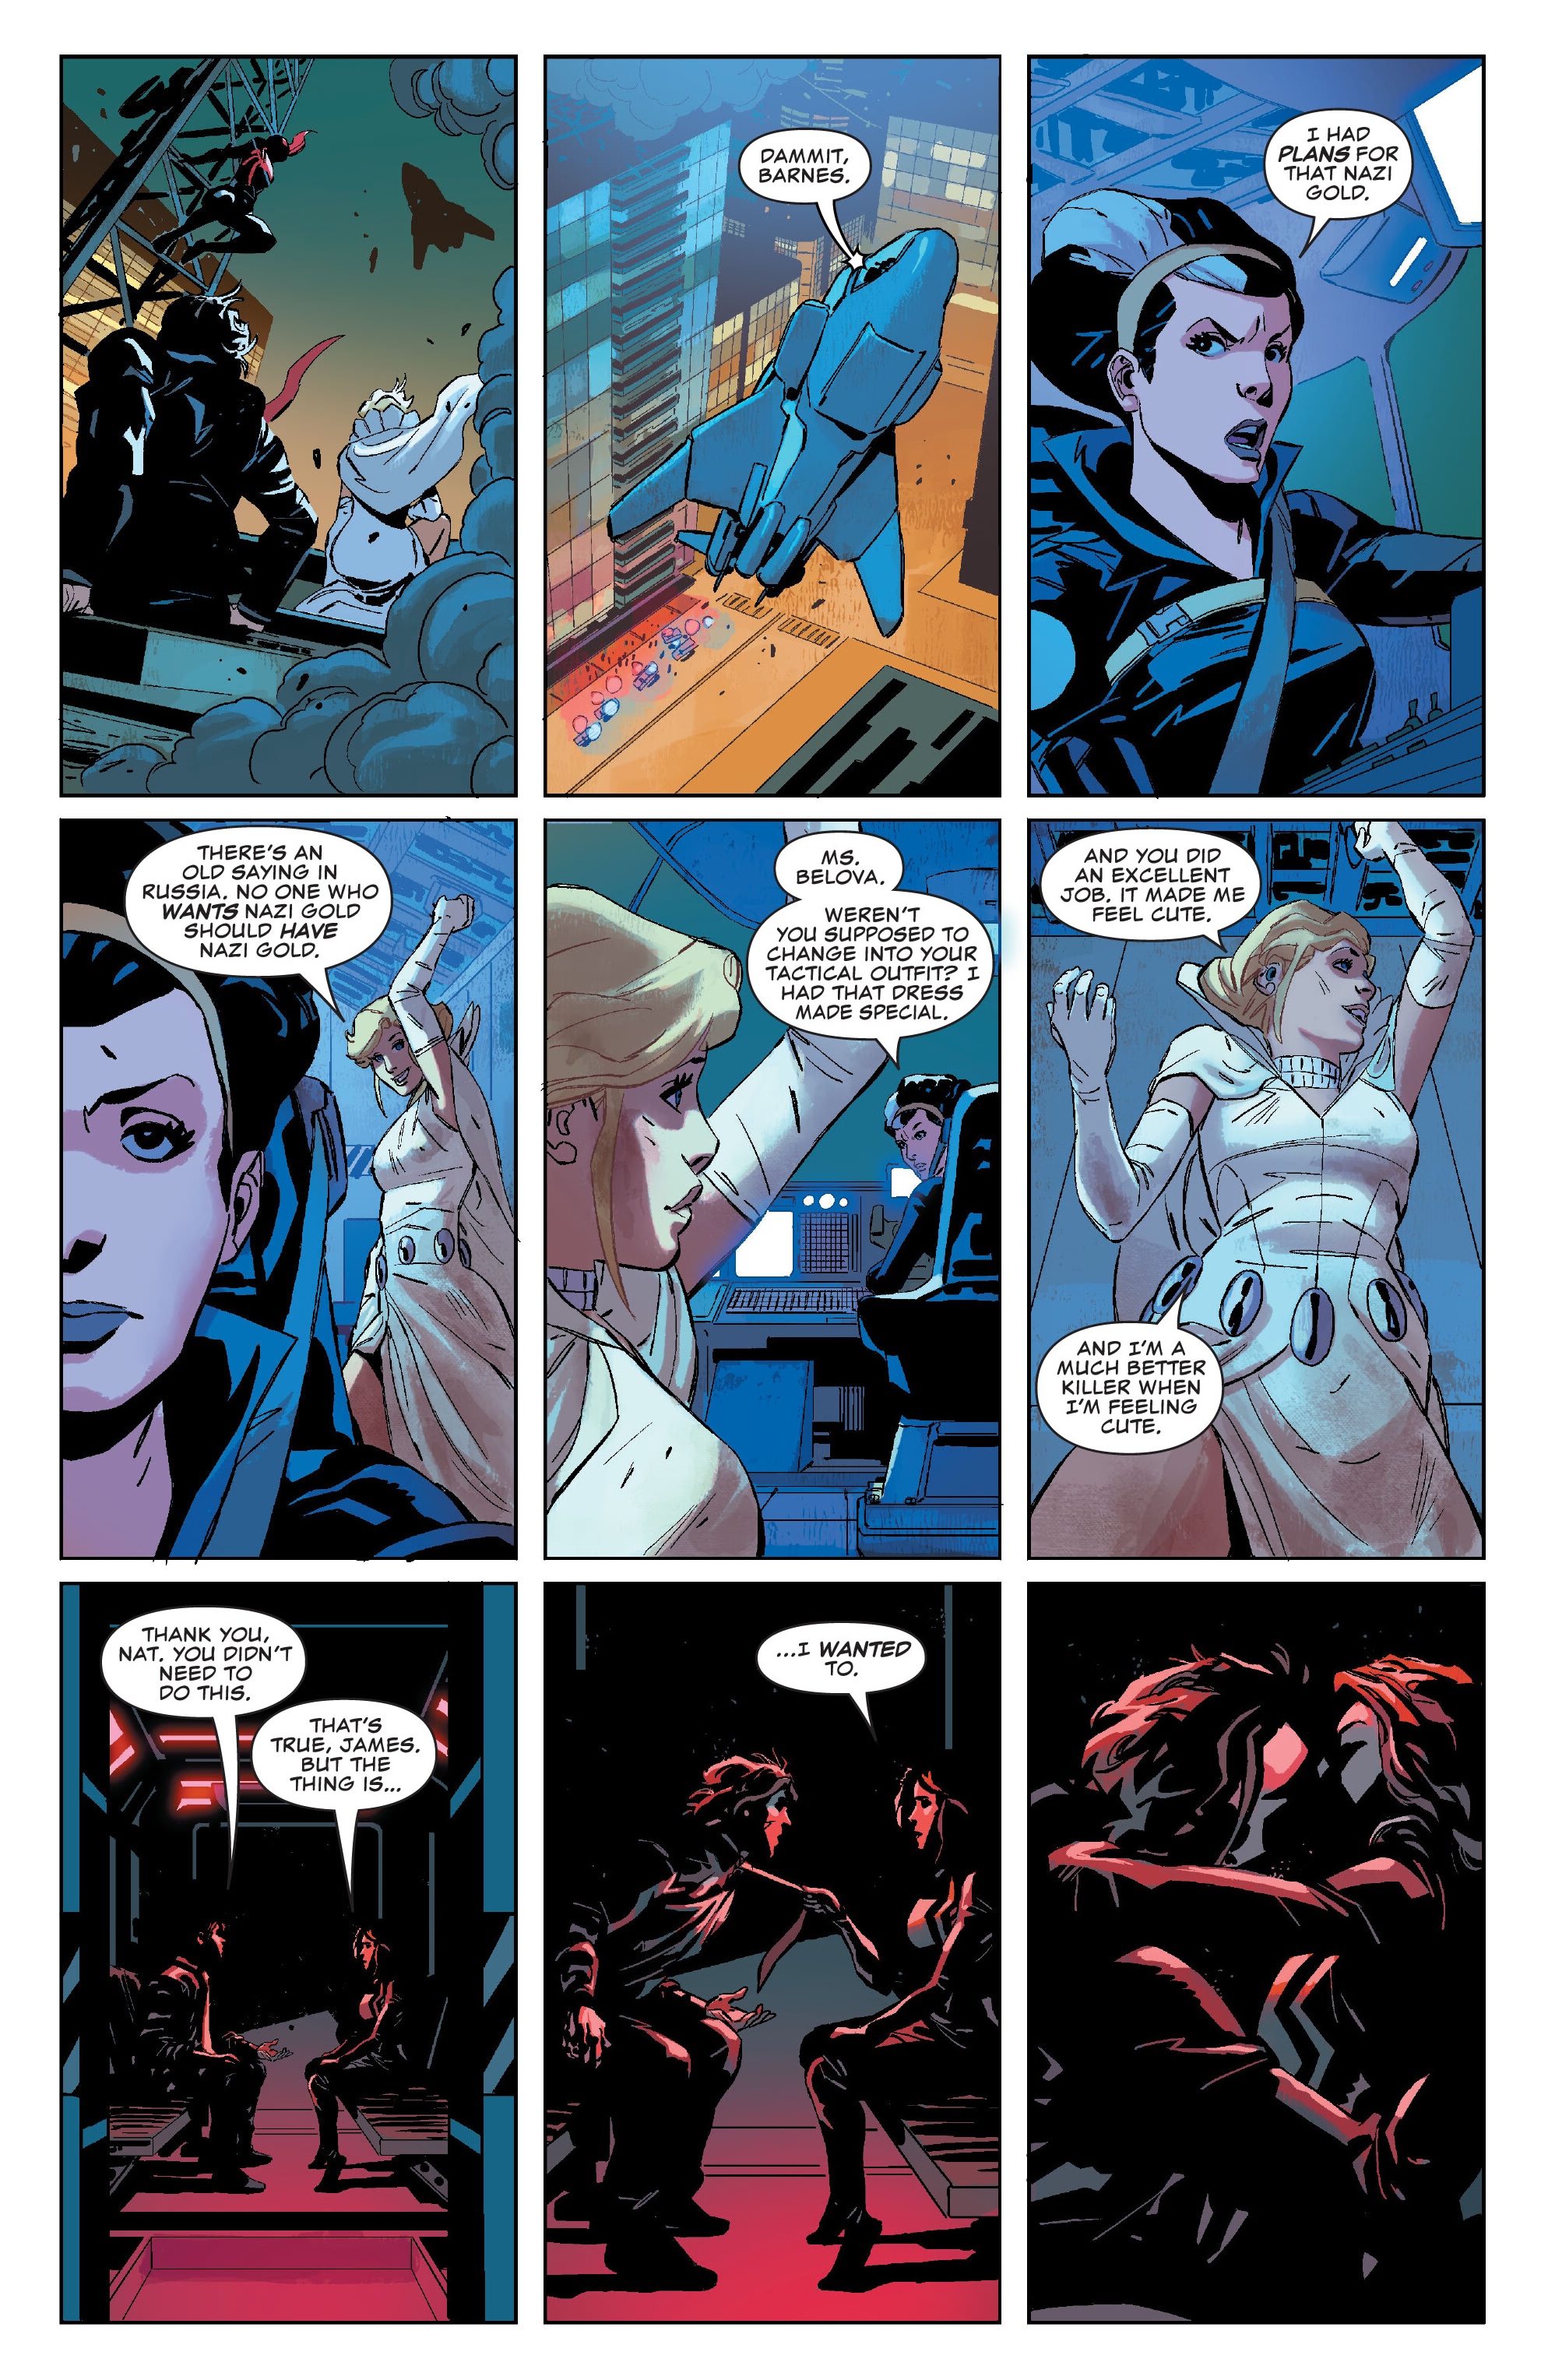 DAMMIT,
BARNES.
I HAD
PLANS FOR
THAT NAZI
GOLD.
THERE'S AN
OLD SAYING IN
RUSSIA. NO ONE WHO
WANTS NAZI GOLD
SHOULD HAVE
NAZI GOLD.
MS.
BELOVA.
WEREN'T
YOU SUPPOSED TO
CHANGE INTO YOUR
TACTICAL OUTFIT? I
HAD THAT DRESS
MADE SPECIAL.
AND YOU DID
AN EXCELLENT
JOB. IT MADE ME
FEEL CUTE.
AND I'M A
MUCH BETTER
KILLER WHEN
I'M FEELING
CUTE.
THANK YOU,
NAT. YOU DIDN'T
NEED TO
DO THIS.
THAT'S
TRUE, JAMES.
BUT THE
THING IS...
...I WANTED
TO.